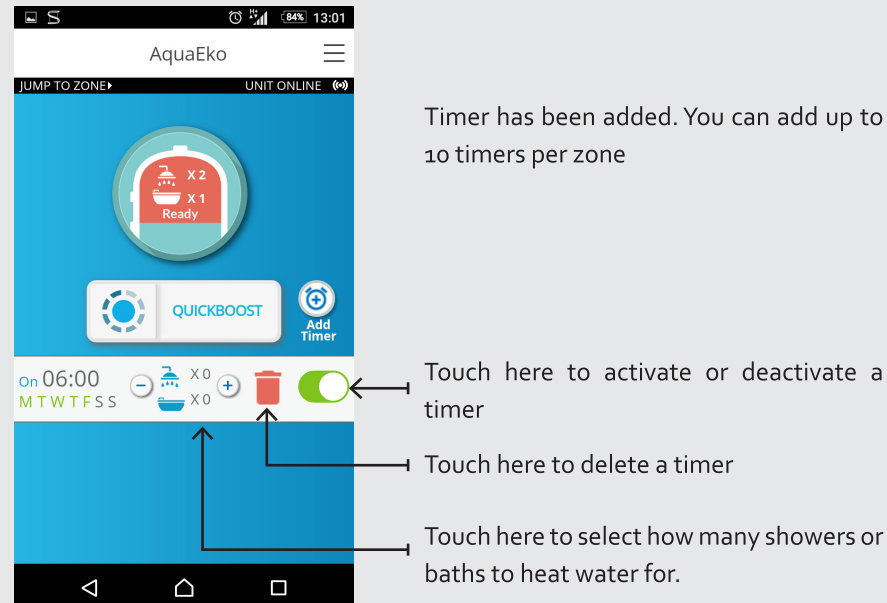 84% 13:01
AquaEko
JUMP TO ZONE UNIT ONLINE
X 2
X 1
Ready
QUICKBOOST
Add
Timer
On 06:00
M T W T F S S
X 0
X 0
Timer has been added. You can add up to
10 timers per zone
Touch here to activate or deactivate a
timer
Touch here to delete a timer
Touch here to select how many showers or
baths to heat water for.